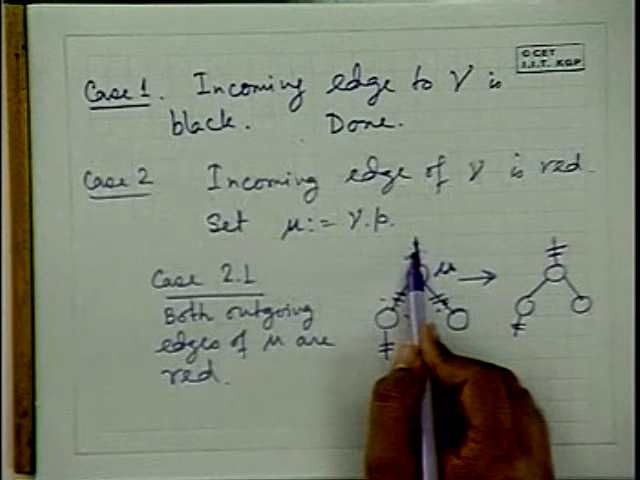 © CET
I.I.T. KGP
Case 1. Incoming edge to γ is
black. Done.
Case 2 Incoming edge of γ is red.
Set μ := γ.p.
Case 2.1
Both outgoing
edges of μ are
red.
μ